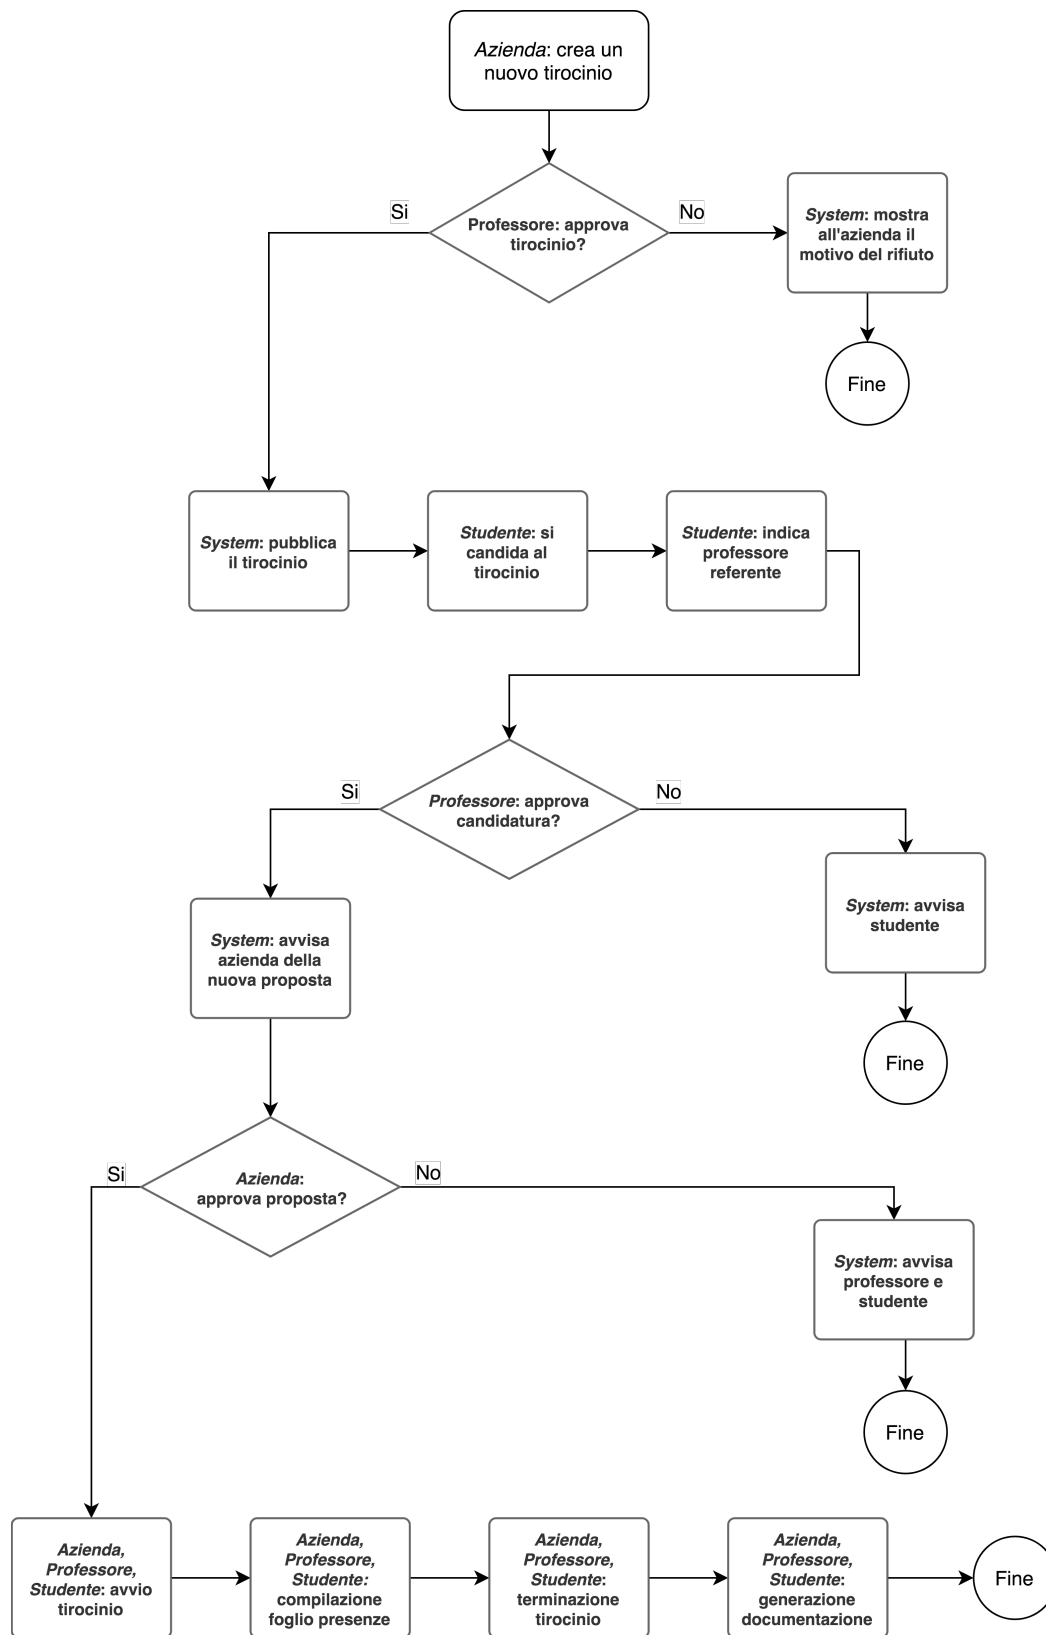 Azienda: crea un
nuovo tirocinio
Si
Professore: approva
tirocinio?
No
System: mostra
all'azienda il
motivo del rifiuto
Fine
System: pubblica
il tirocinio
Studente: si
candida al
tirocinio
Studente: indica
professore
referente
Si
Professore: approva
candidatura?
No
System: avvisa
azienda della
nuova proposta
System: avvisa
studente
Fine
Si
Azienda:
approva proposta?
No
System: avvisa
professore e
studente
Fine
Azienda,
Professore,
Studente: avvio
tirocinio
Azienda,
Professore,
Studente:
compilazione
foglio presenze
Azienda,
Professore,
Studente:
terminazione
tirocinio
Azienda,
Professore,
Studente:
generazione
documentazione
Fine